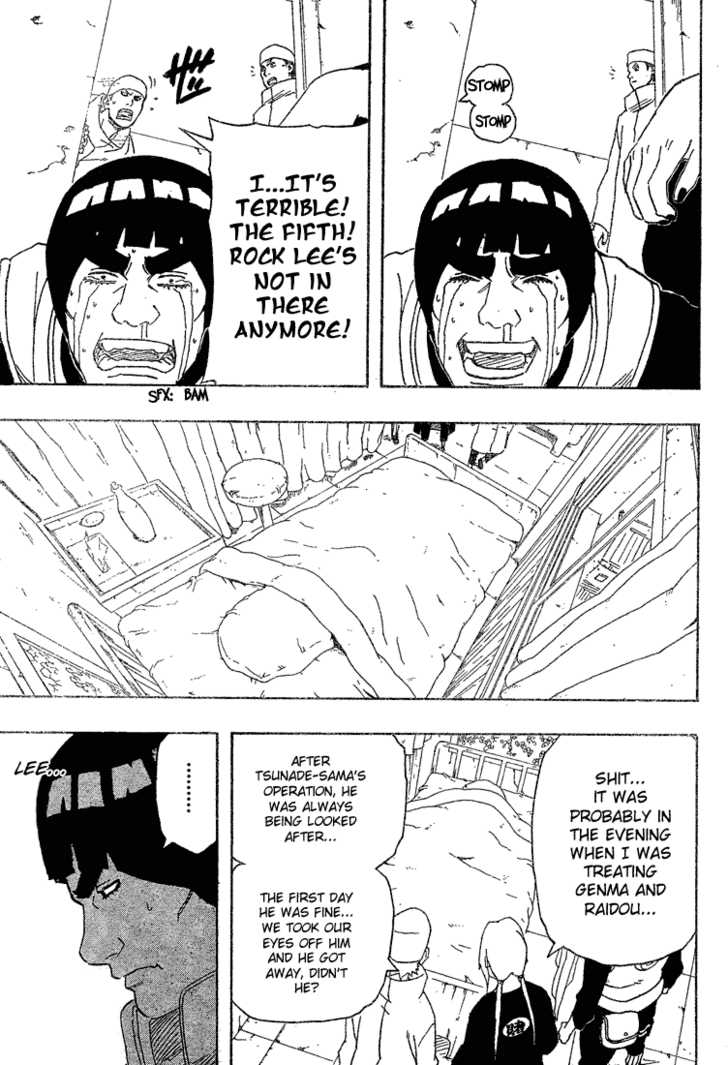 STOMP
STOMP
I...IT'S
TERRIBLE!
THE FIFTH!
ROCK LEE'S
NOT IN
THERE
ANYMORE!
SFX: BAM
SHIT...
IT WAS
PROBABLY IN
THE EVENING
WHEN I WAS
TREATING
GENMA AND
RAIDOU...
AFTER
TSUNADE-SAMA'S
OPERATION, HE
WAS ALWAYS
BEING LOOKED
AFTER...
THE FIRST DAY
HE WAS FINE...
WE TOOK OUR
EYES OFF HIM
AND HE GOT
AWAY, DIDN'T
HE?
.........
LEE...